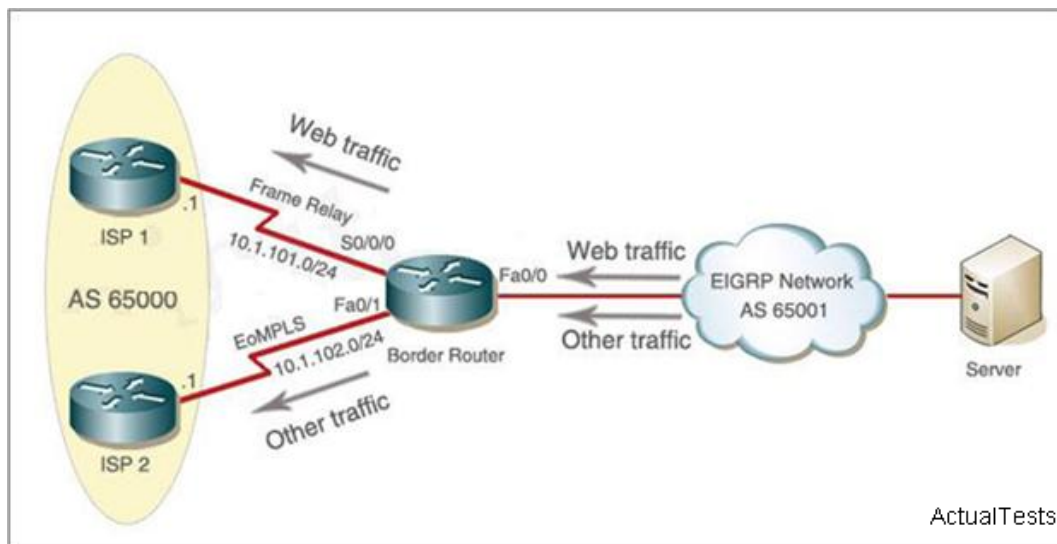 Web traffic
Frame Relay
.1
ISP 1
10.1.101.0/24
S0/0/0
AS 65000
Fa0/1
EoMPLS
10.1.102.0/24
Border Router
Fa0/0
Web traffic
Other traffic
EIGRP Network
AS 65001
Server
.1
ISP 2
Other traffic
ActualTests